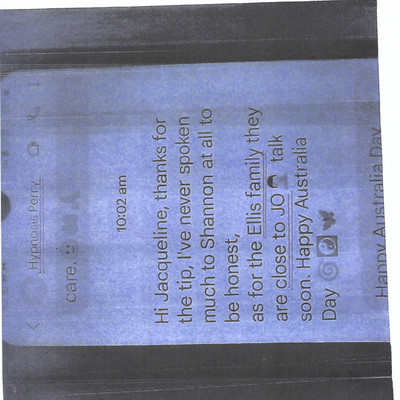 Hypnosis Perry
care.
10:02 am
Hi Jacqueline, thanks for
the tip, I've never spoken
much to Shannon at all to
be honest,
as for the Ellis family they
are close to JO talk
soon. Happy Australia
Day
Happy Australia Day